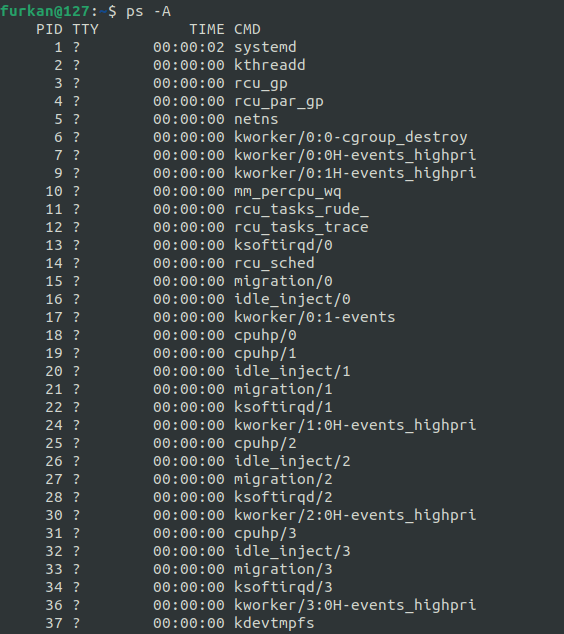 furkan@127:~$ ps -A
PID TTY TIME CMD
1 ? 00:00:02 systemd
2 ? 00:00:00 kthreadd
3 ? 00:00:00 rcu_gp
4 ? 00:00:00 rcu_par_gp
5 ? 00:00:00 netns
6 ? 00:00:00 kworker/0:0-cgroup_destroy
7 ? 00:00:00 kworker/0:0H-events_highpri
9 ? 00:00:00 kworker/0:1H-events_highpri
10 ? 00:00:00 mm_percpu_wq
11 ? 00:00:00 rcu_tasks_rude_
12 ? 00:00:00 rcu_tasks_trace
13 ? 00:00:00 ksoftirqd/0
14 ? 00:00:00 rcu_sched
15 ? 00:00:00 migration/0
16 ? 00:00:00 idle_inject/0
17 ? 00:00:00 kworker/0:1-events
18 ? 00:00:00 cpuhp/0
19 ? 00:00:00 cpuhp/1
20 ? 00:00:00 idle_inject/1
21 ? 00:00:00 migration/1
22 ? 00:00:00 ksoftirqd/1
24 ? 00:00:00 kworker/1:0H-events_highpri
25 ? 00:00:00 cpuhp/2
26 ? 00:00:00 idle_inject/2
27 ? 00:00:00 migration/2
28 ? 00:00:00 ksoftirqd/2
30 ? 00:00:00 kworker/2:0H-events_highpri
31 ? 00:00:00 cpuhp/3
32 ? 00:00:00 idle_inject/3
33 ? 00:00:00 migration/3
34 ? 00:00:00 ksoftirqd/3
36 ? 00:00:00 kworker/3:0H-events_highpri
37 ? 00:00:00 kdevtmpfs